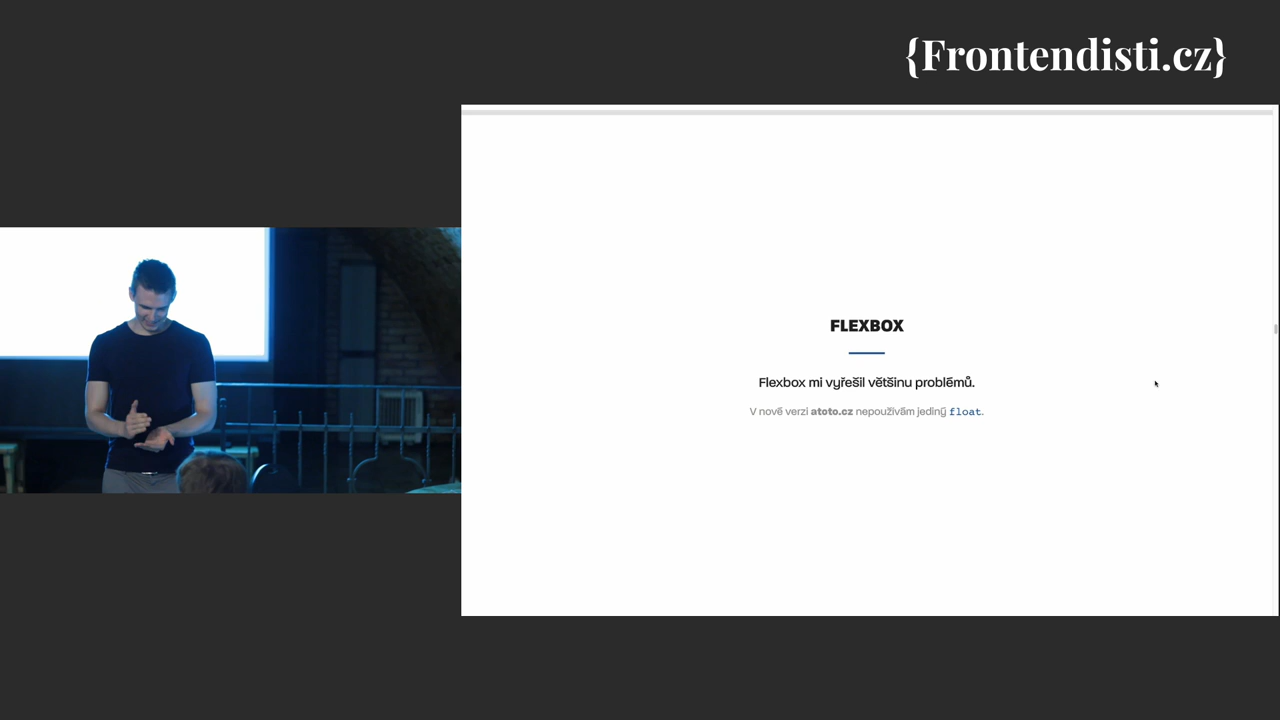 {Frontendisti.cz}
FLEXBOX
Flexbox mi vyřešil většinu problémů.
V nové verzi atoto.cz nepoužívám jediný float.